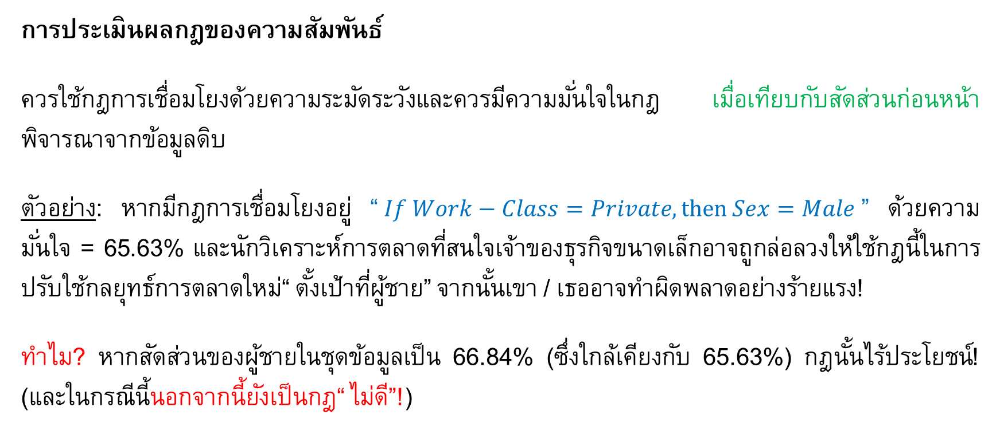 การประเมินผลกฎของความสัมพันธ์
ควรใช้กฎการเชื่อมโยงด้วยความระมัดระวังและควรมีความมั่นใจในกฎ เมื่อเทียบกับสัดส่วนก่อนหน้า
พิจารณาจากข้อมูลดิบ
ตัวอย่าง: หากมีกฎการเชื่อมโยงอยู่ “ If Work − Class = Private, then Sex = Male ” ด้วยความ
มั่นใจ = 65.63% และนักวิเคราะห์การตลาดที่สนใจเจ้าของธุรกิจขนาดเล็กอาจถูกล่อลวงให้ใช้กฎนี้ในการ
ปรับใช้กลยุทธ์การตลาดใหม่“ ตั้งเป้าที่ผู้ชาย” จากนั้นเขา / เธออาจทำผิดพลาดอย่างร้ายแรง!
ทำไม? หากสัดส่วนของผู้ชายในชุดข้อมูลเป็น 66.84% (ซึ่งใกล้เคียงกับ 65.63%) กฎนั้นไร้ประโยชน์!
(และในกรณีนี้นอกจากนี้ยังเป็นกฎ“ ไม่ดี”!)